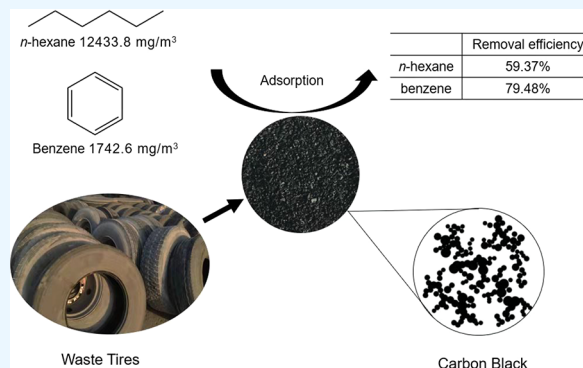 n-hexane 12433.8 mg/m³
Benzene 1742.6 mg/m³
Adsorption
Removal efficiency
n-hexane 59.37%
benzene 79.48%
Waste Tires
Carbon Black